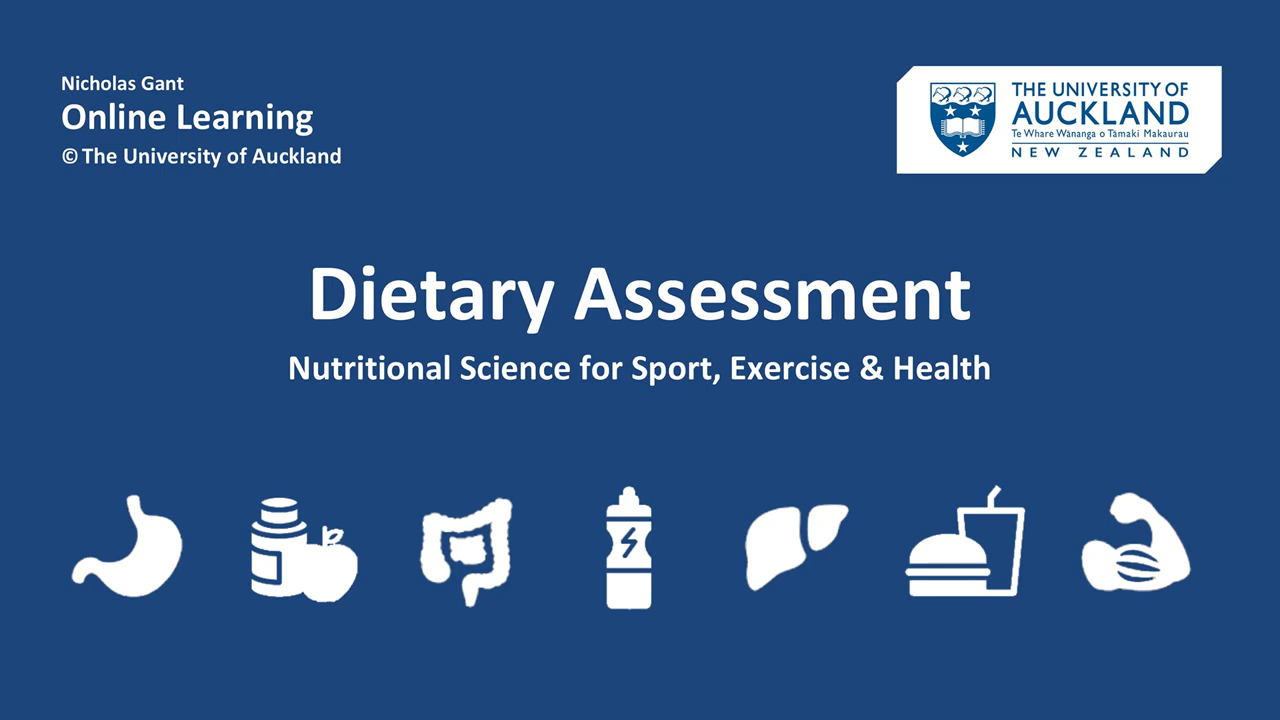 Nicholas Gant
Online Learning
© The University of Auckland
THE UNIVERSITY OF
AUCKLAND
Te Whare Wānanga o Tāmaki Makaurau
NEW ZEALAND
Dietary Assessment
Nutritional Science for Sport, Exercise & Health